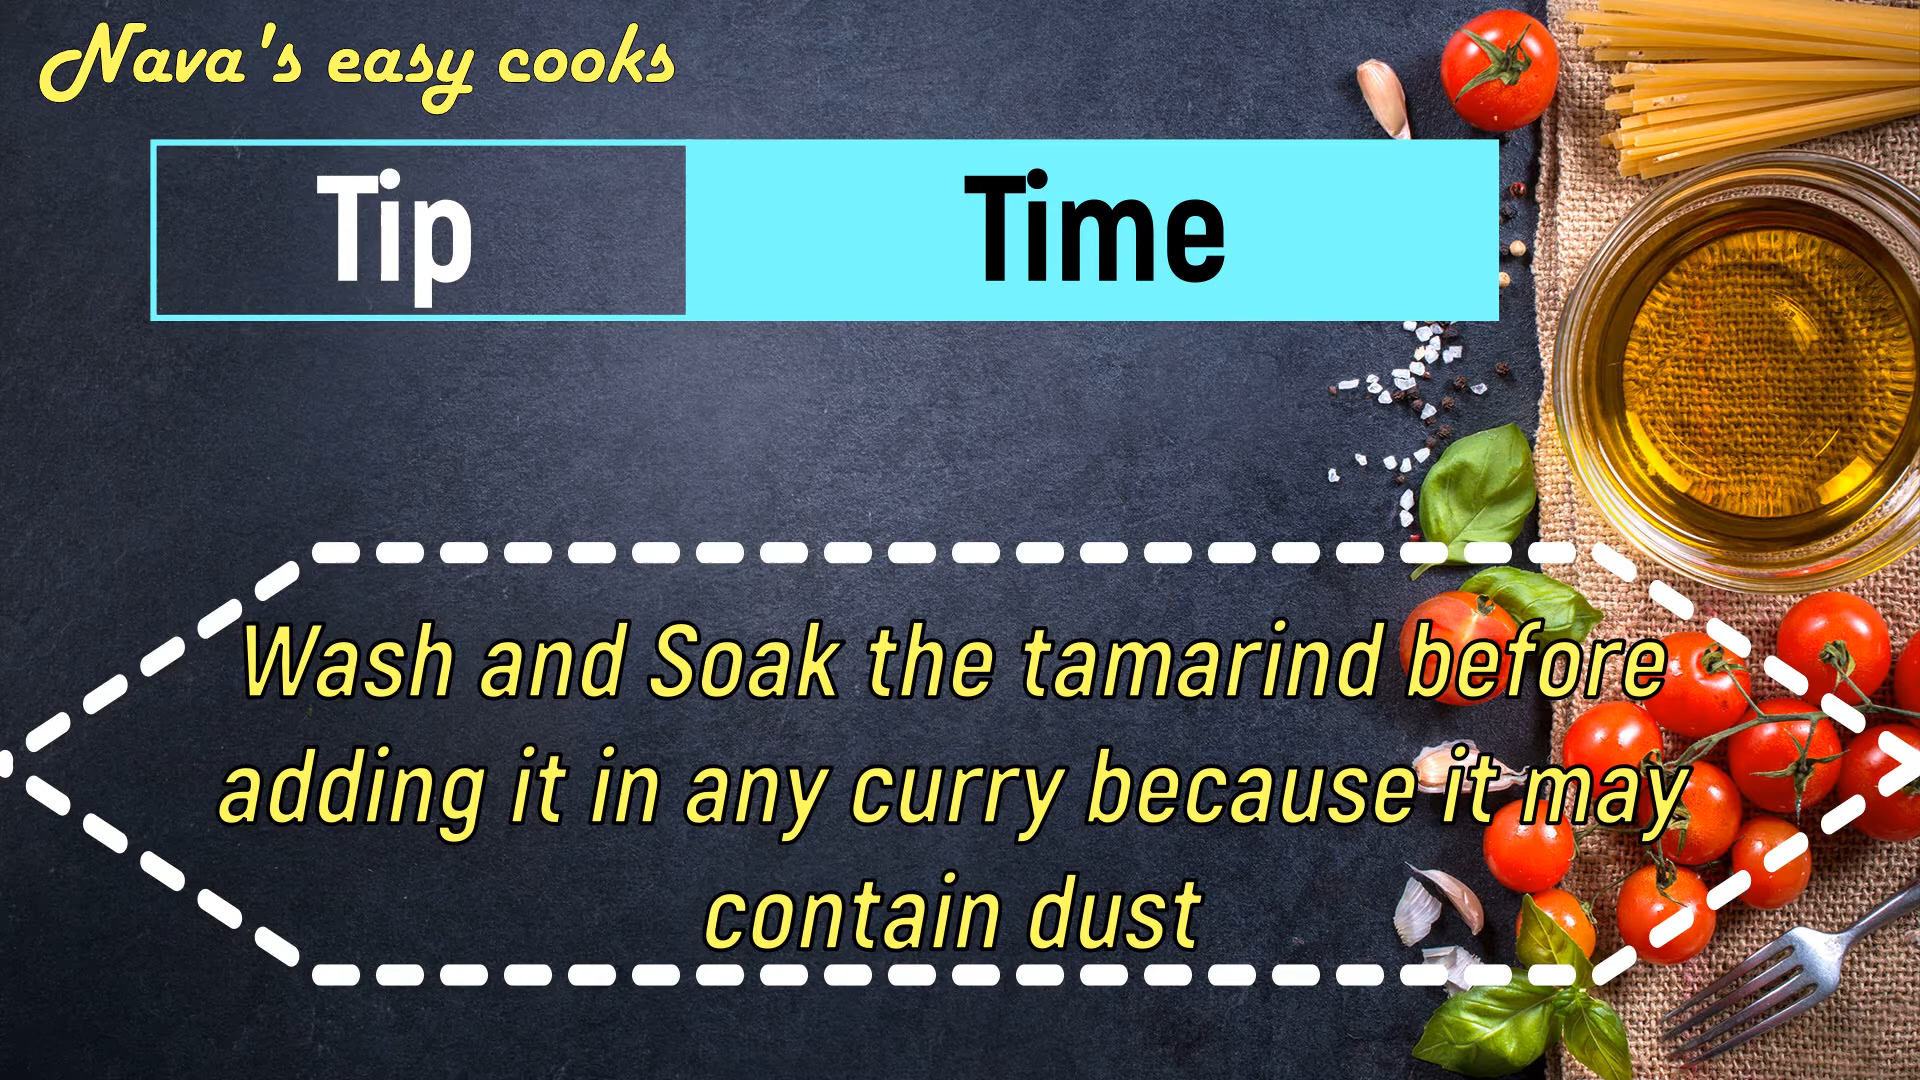 Nava's easy cooks
Tip Time
Wash and Soak the tamarind before
adding it in any curry because it may
contain dust